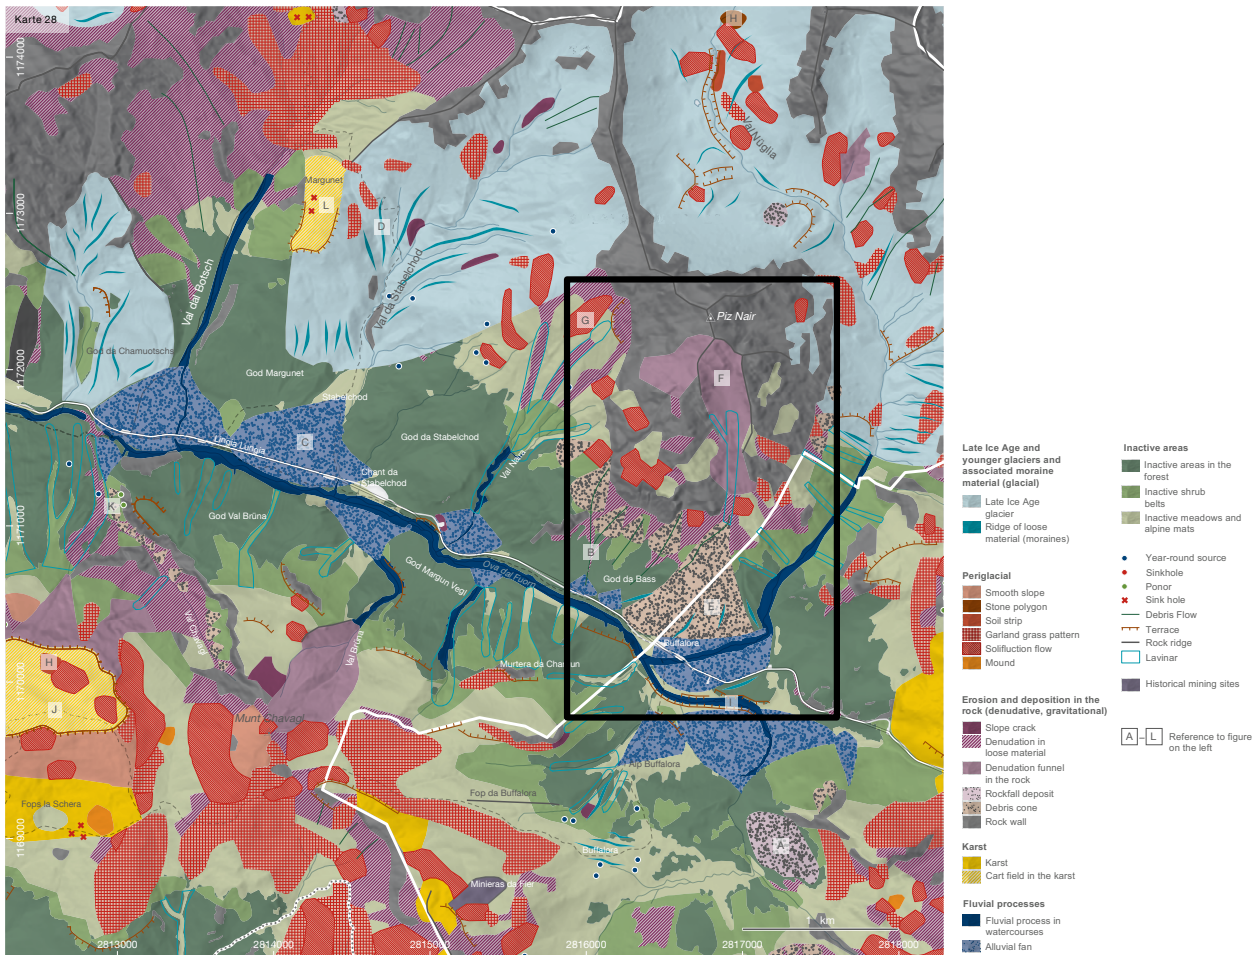 Karte 28
H
1174000
Val Nüglia
Margunet
L
D
1173000
Val dal Botsch
Val da Stabelchod
G
Piz Nair
God da Chamuotschs
1172000
God Margunet
F
Stabelchod
Lingia Lungia
C
God da Stabelchod
Val Nara
Chant da
Stabelchod
K
God Val Brüna
1171000
B
God Margun Vegl
Ova dal Fuorn
God da Bass
E
Val Chavagl
Val Brüna
Buffalora
H
Murtera da Chantun
1170000
J
Munt Chavagl
I
Alp Buffalora
Fops la Schera
Fop da Buffalora
1169000
A
Buffalora
Minieras da Fier
1 km
2813000
2814000
2815000
2816000
2817000
2818000
Late Ice Age and
younger glaciers and
associated moraine
material (glacial)
Late Ice Age
glacier
Ridge of loose
material (moraines)
Periglacial
Smooth slope
Stone polygon
Soil strip
Garland grass pattern
Solifluction flow
Mound
Erosion and deposition in the
rock (denudative, gravitational)
Slope crack
Denudation in
loose material
Denudation funnel
in the rock
Rockfall deposit
Debris cone
Rock wall
Karst
Karst
Cart field in the karst
Fluvial processes
Fluvial process in
watercourses
Alluvial fan
Inactive areas
Inactive areas in the
forest
Inactive shrub
belts
Inactive meadows and
alpine mats
Year-round source
Sinkhole
Ponor
Sink hole
Debris Flow
Terrace
Rock ridge
Lavinar
Historical mining sites
A – L Reference to figure
on the left